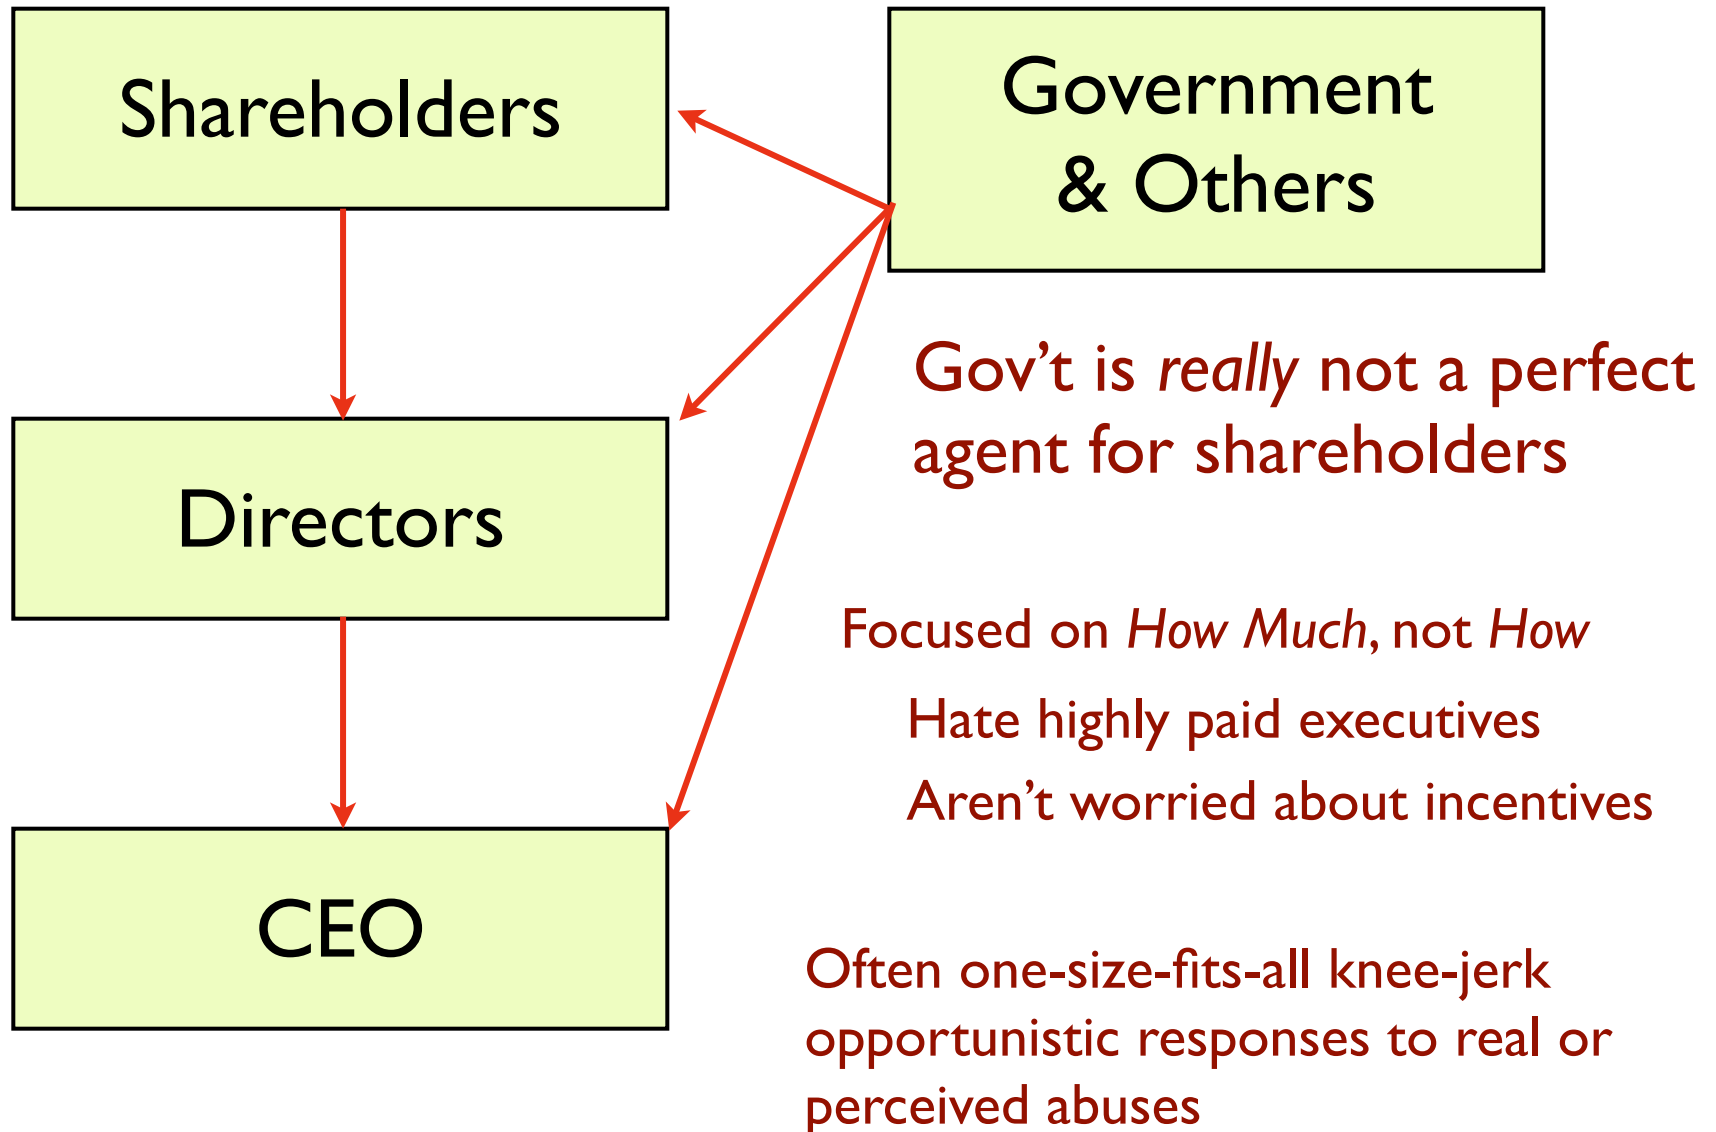 Shareholders
Government
& Others
Gov’t is really not a perfect
agent for shareholders
Directors
Focused on How Much, not How
Hate highly paid executives
Aren’t worried about incentives
CEO
Often one-size-fits-all knee-jerk
opportunistic responses to real or
perceived abuses